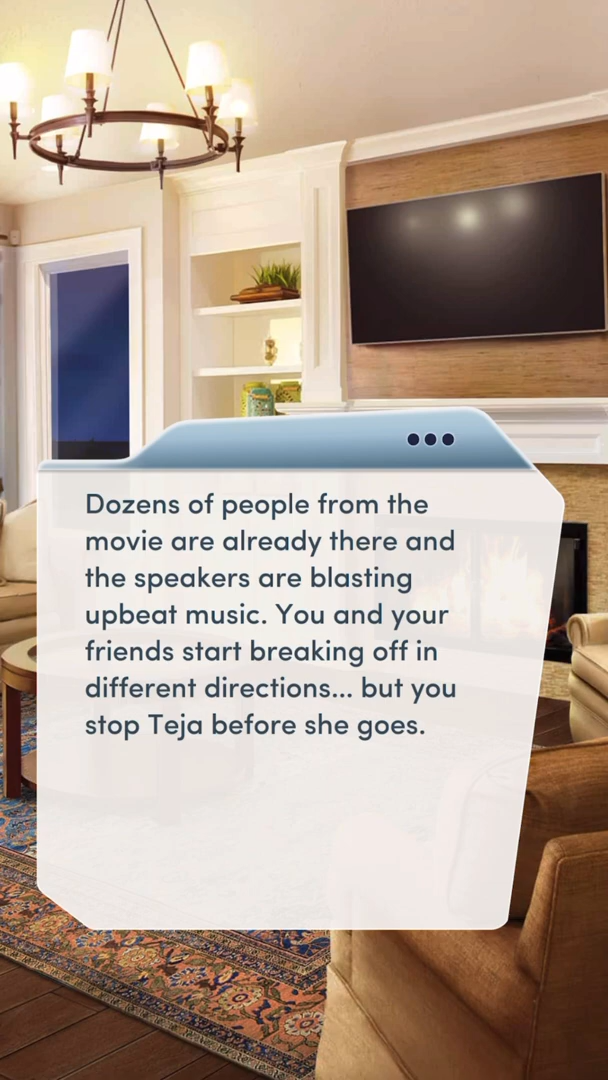 Dozens of people from the
movie are already there and
the speakers are blasting
upbeat music. You and your
friends start breaking off in
different directions... but you
stop Teja before she goes.